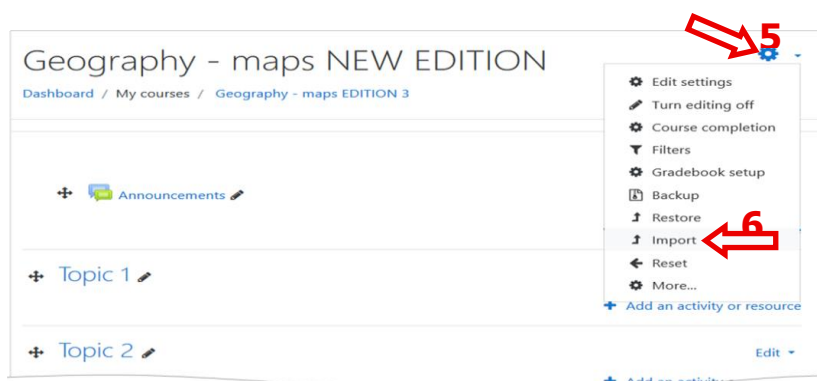 5
Geography - maps NEW EDITION
Dashboard / My courses / Geography - maps EDITION 3
Edit settings
Turn editing off
Course completion
Filters
Gradebook setup
Backup
Restore
6
Import
Reset
More...
Announcements
Topic 1
+ Add an activity or resource
Topic 2
Edit